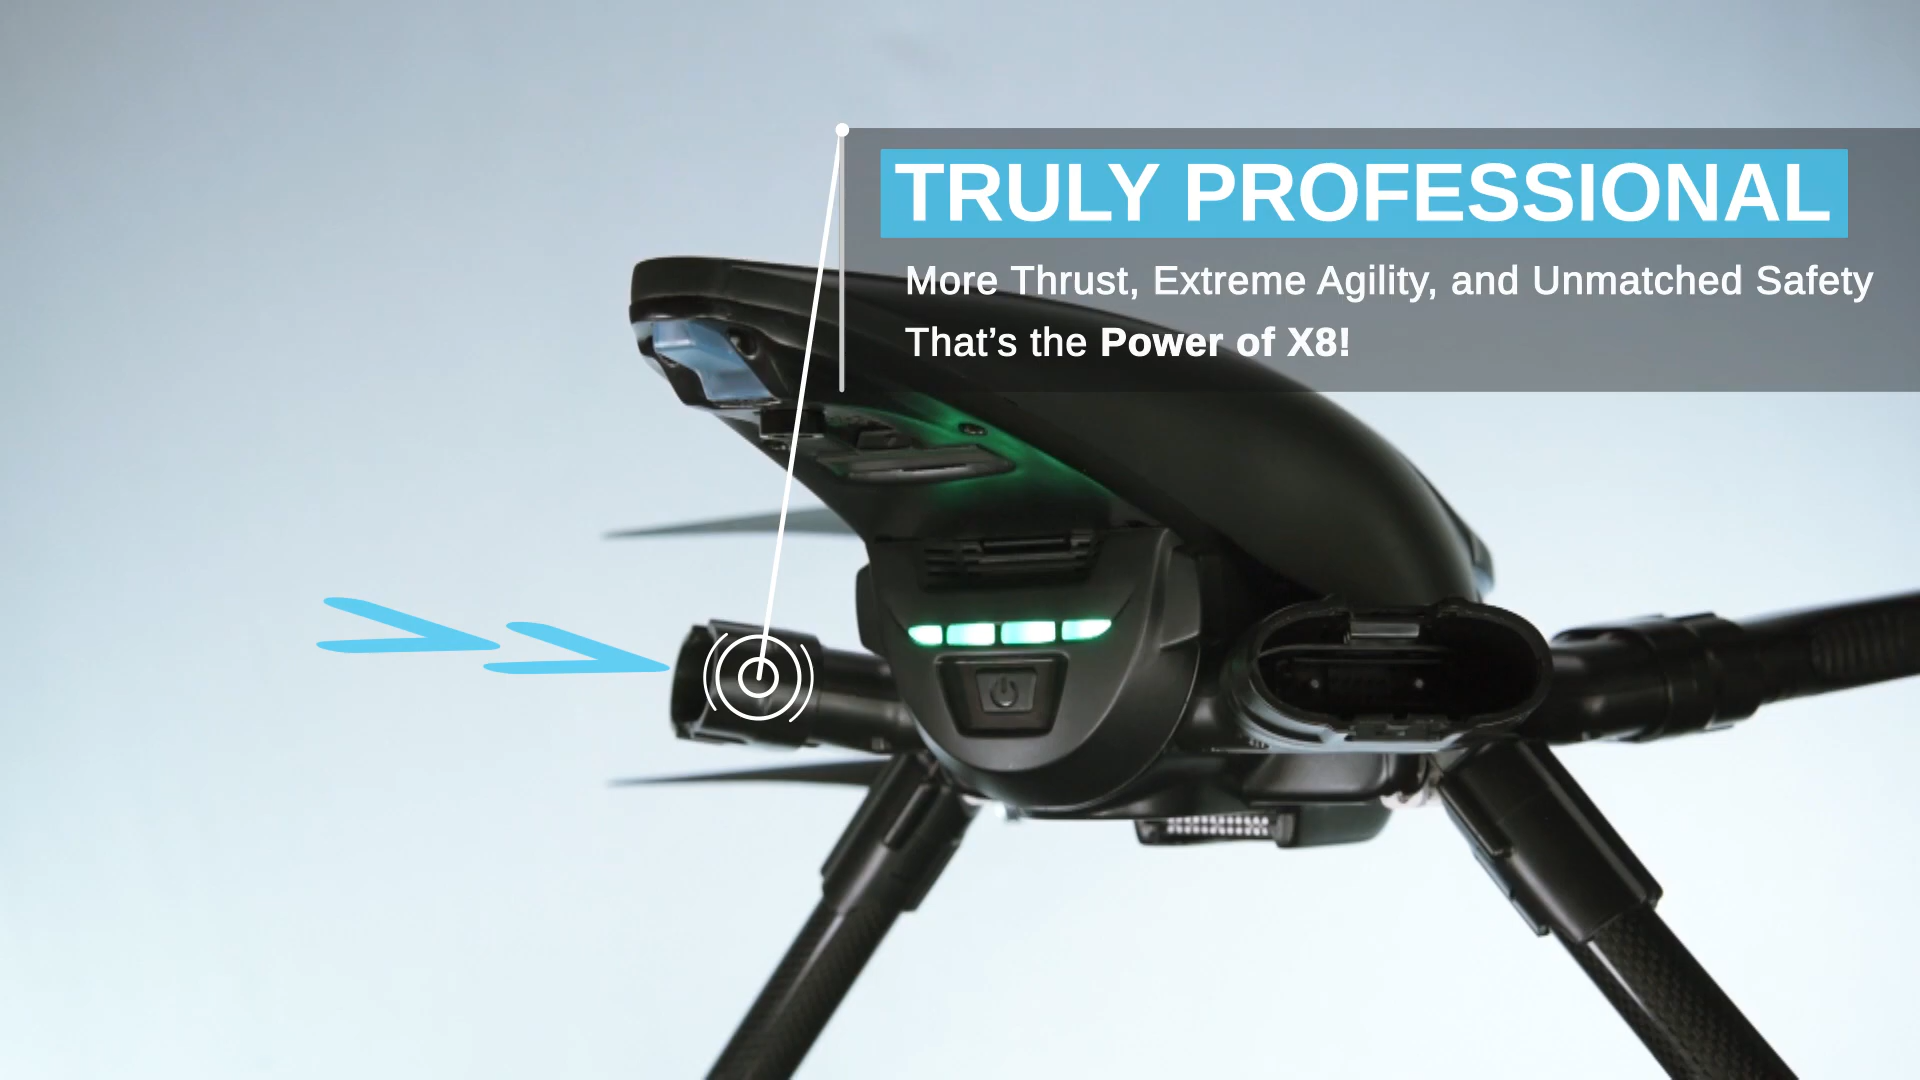 TRULY PROFESSIONAL
More Thrust, Extreme Agility, and Unmatched Safety
That’s the Power of X8!